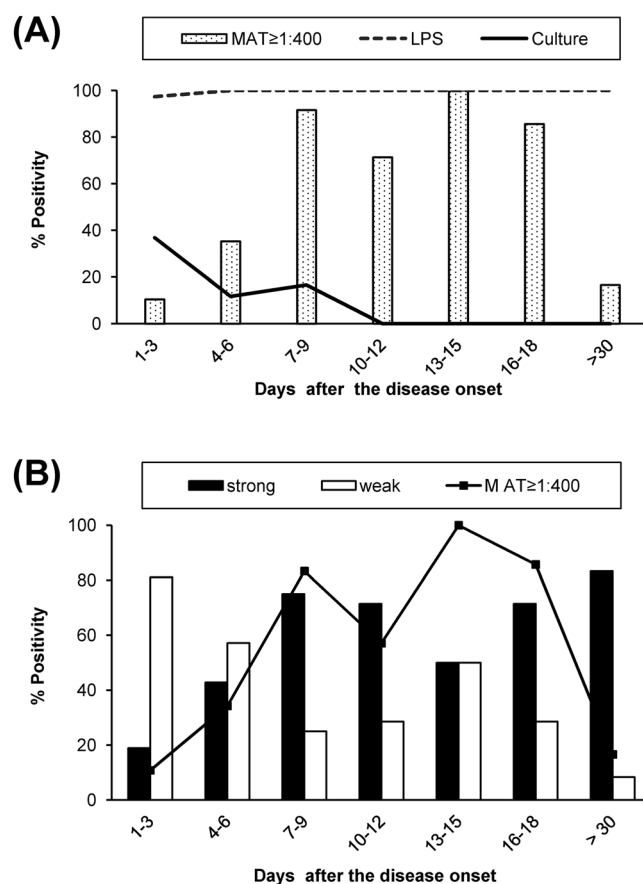 (A)
MAT≥1:400 LPS Culture
100
80
60
40
20
0
% Positivity
1-3 4-6 7-9 10-12 13-15 16-18 >30
Days after the disease onset
(B)
strong weak M AT≥1:400
100
80
60
40
20
0
% Positivity
1-3 4-6 7-9 10-12 13-15 16-18 > 30
Days after the disease onset